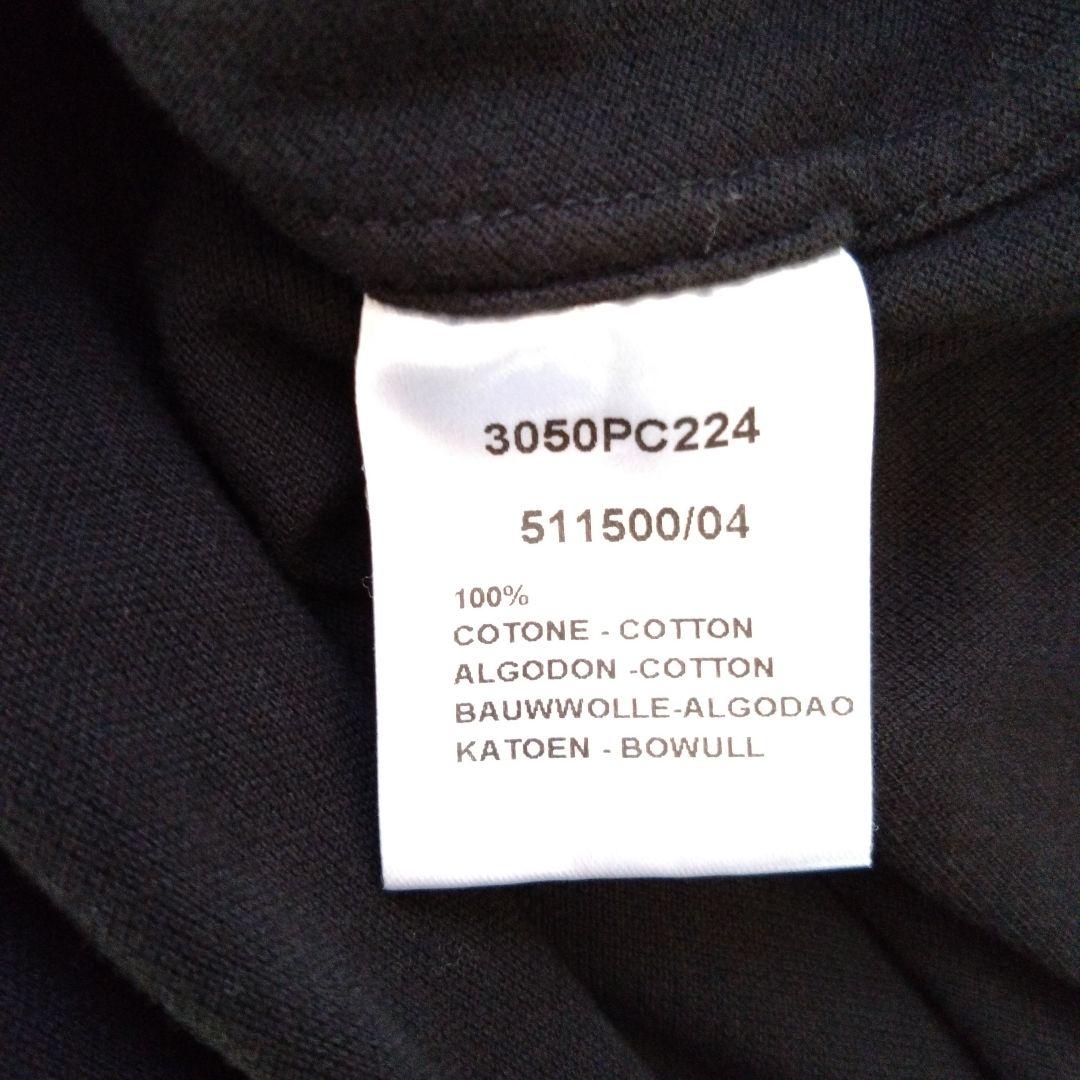 3050PC224
511500/04
100%
COTONE - COTTON
ALGODON -COTTON
BAUWWOLLE-ALGODAO
KATOEN - BOWULL